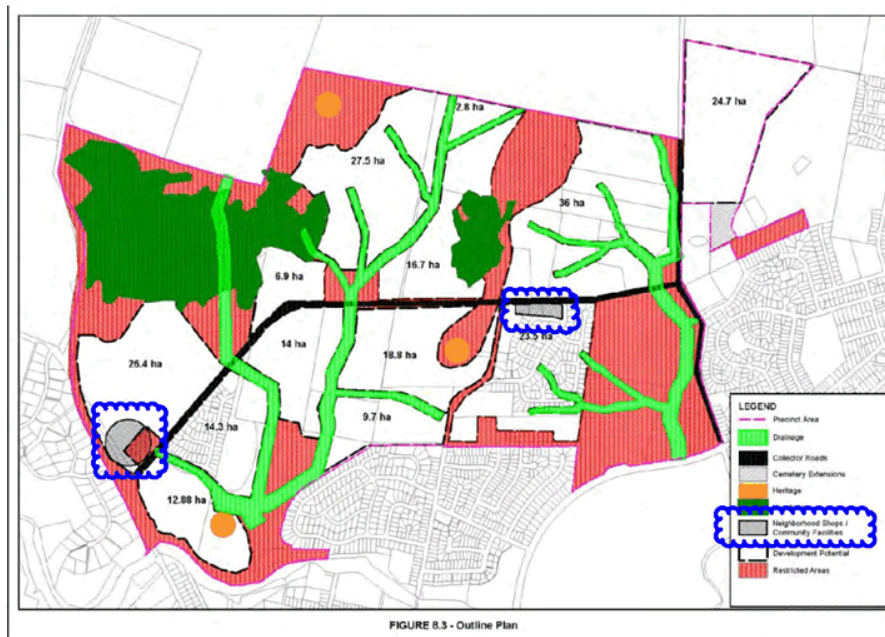 24.7 ha
2.8 ha
27.5 ha
36 ha
16.7 ha
6.9 ha
23.5 ha
14 ha
18.8 ha
26.4 ha
9.7 ha
14.3 ha
12.88 ha
LEGEND
Precinct Area
Drainage
Collector Roads
Cemetery Extensions
Heritage
Neighborhood Shops /
Community Facilities
Development Potential
Restricted Areas
FIGURE 8.3 - Outline Plan